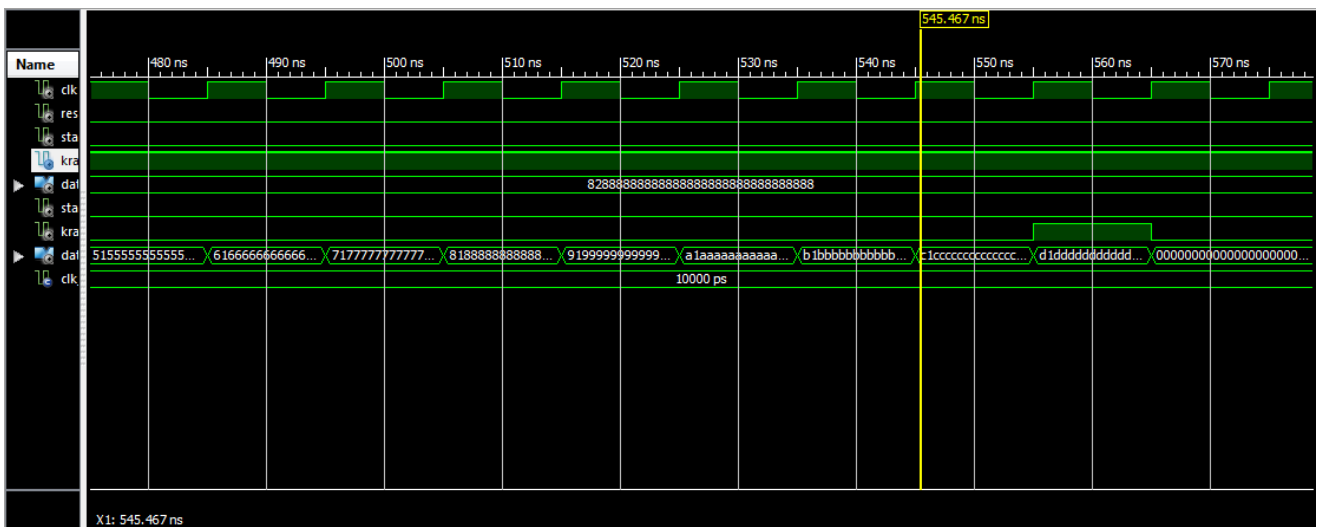 545.467 ns
Name
480 ns 490 ns 500 ns 510 ns 520 ns 530 ns 540 ns 550 ns 560 ns 570 ns
clk
res
sta
kra
dat 82888888888888888888888888888888
sta
kra
dat 5155555555555... 6166666666666... 7177777777777... 8188888888888... 9199999999999... a1aaaaaaaaaaa... b1bbbbbbbbbbb... c1ccccccccccccc... d1ddddddddddd... 00000000000000000000...
clk 10000 ps
X1: 545.467 ns